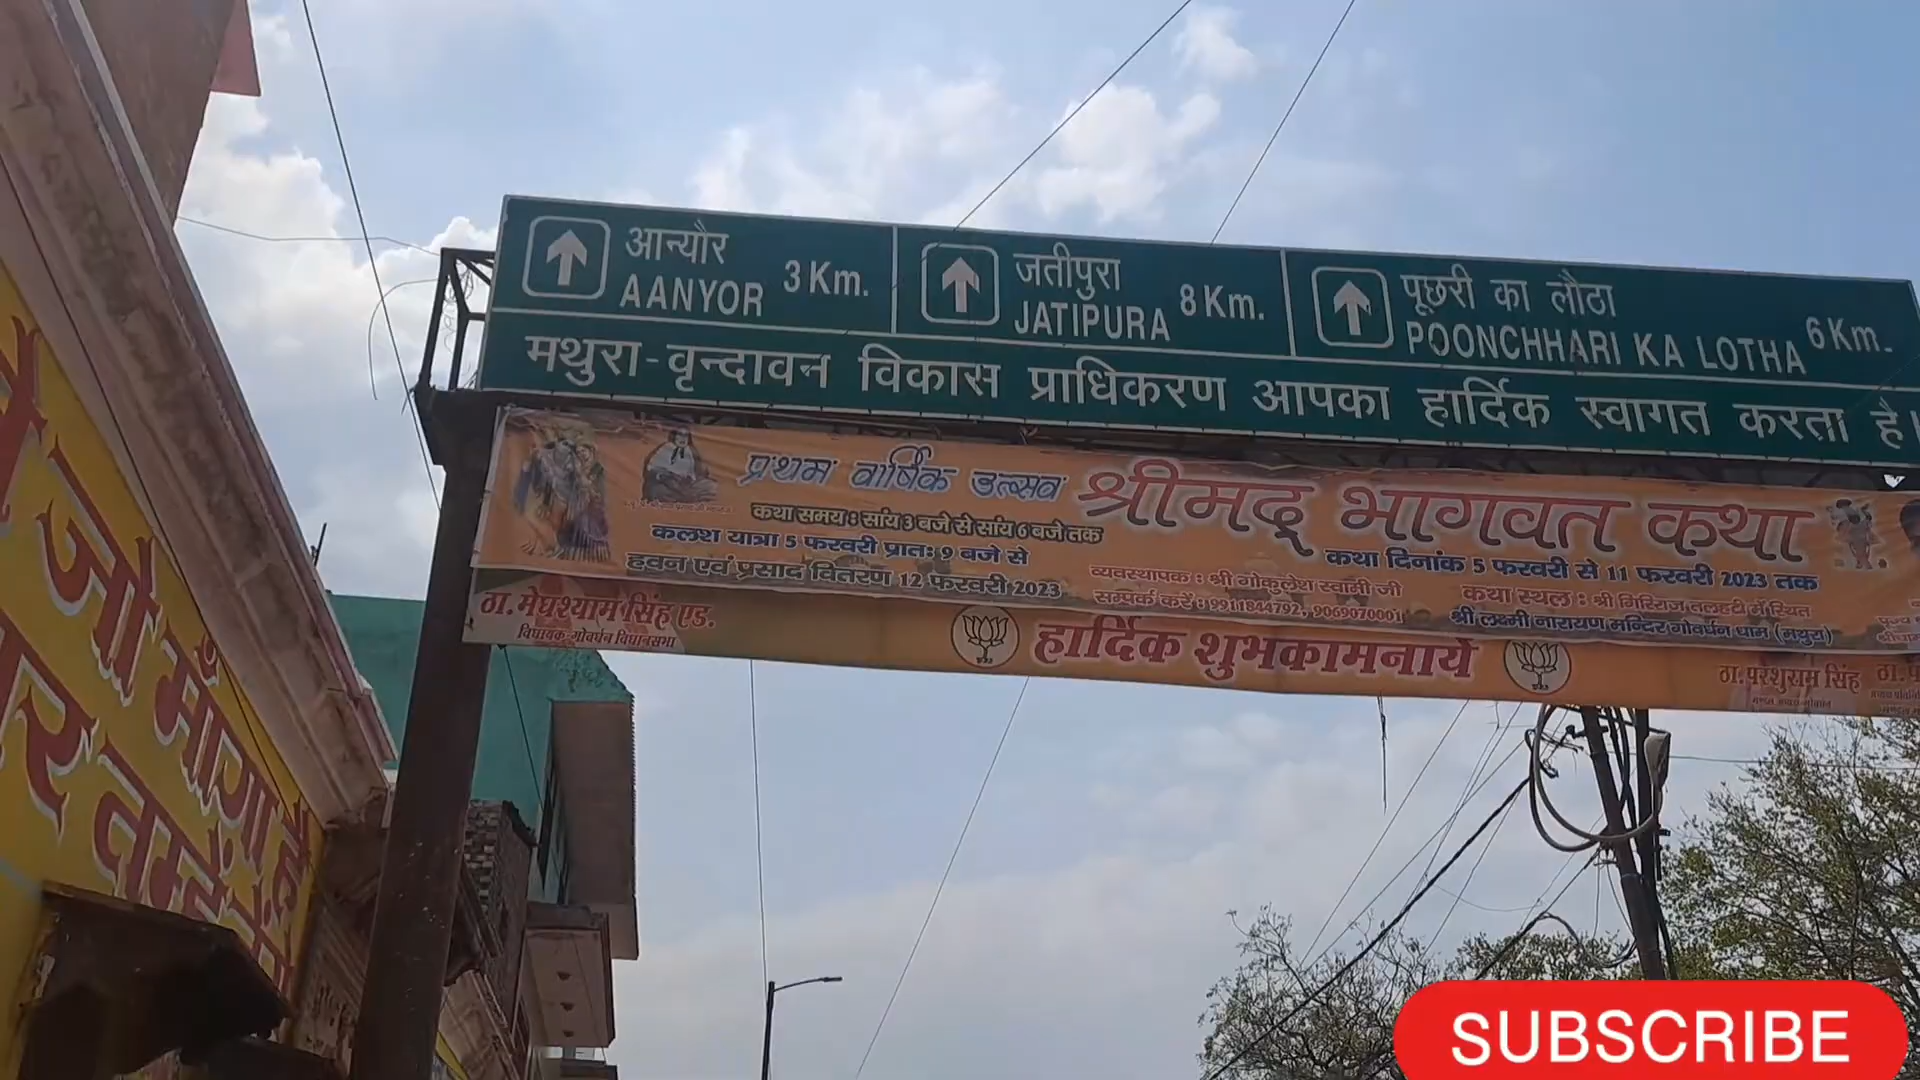 आन्यौर
AANYOR
3 Km.
जतीपुरा
JATIPURA
8 Km.
पूछरी का लौठा
POONCHHARI KA LOTHA
6 Km.
मथुरा-वृन्दावन विकास प्राधिकरण आपका हार्दिक स्वागत करता है।
प्रथम वार्षिक उत्सव
श्रीमद् भागवत कथा
कथा समय : सांय 3 बजे से सांय 6 बजे तक
कलश यात्रा 5 फरवरी प्रातः 9 बजे से
हवन एवं प्रसाद वितरण 12 फरवरी 2023
कथा दिनांक 5 फरवरी से 11 फरवरी 2023 तक
व्यवस्थापक : श्री गोकुलेश स्वामी जी
सम्पर्क करें : 9911844792, 9069070001
कथा स्थल : श्री गिरिराज तलहटी में स्थित
श्री लक्ष्मी नारायण मन्दिर गोवर्धन धाम (मथुरा)
ठा. मेघश्याम सिंह एड.
विधायक-गोवर्धन विधानसभा
हार्दिक शुभकामनायें
ठा. परशुराम सिंह
जो माँगा है
तुम्हें
SUBSCRIBE